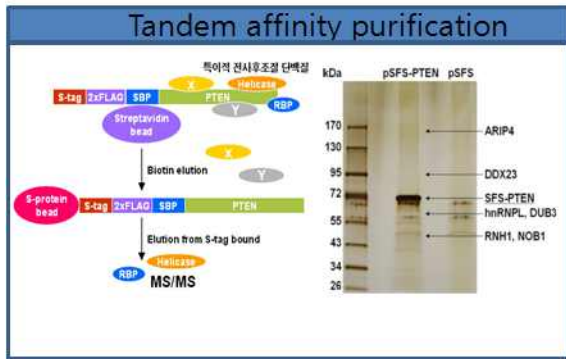 Tandem affinity purification
특이적 전사후조절 단백질
X
Helicase
S-tag 2xFLAG SBP PTEN
Y
RBP
Streptavidin
bead
X
Biotin elution
Y
S-protein
bead
S-tag 2xFLAG SBP PTEN
Elution from S-tag bound
Helicase
RBP
MS/MS
kDa pSFS-PTEN pSFS
170
130
95
72
55
43
34
26
ARIP4
DDX23
SFS-PTEN
hnRNPL, DUB3
RNH1, NOB1